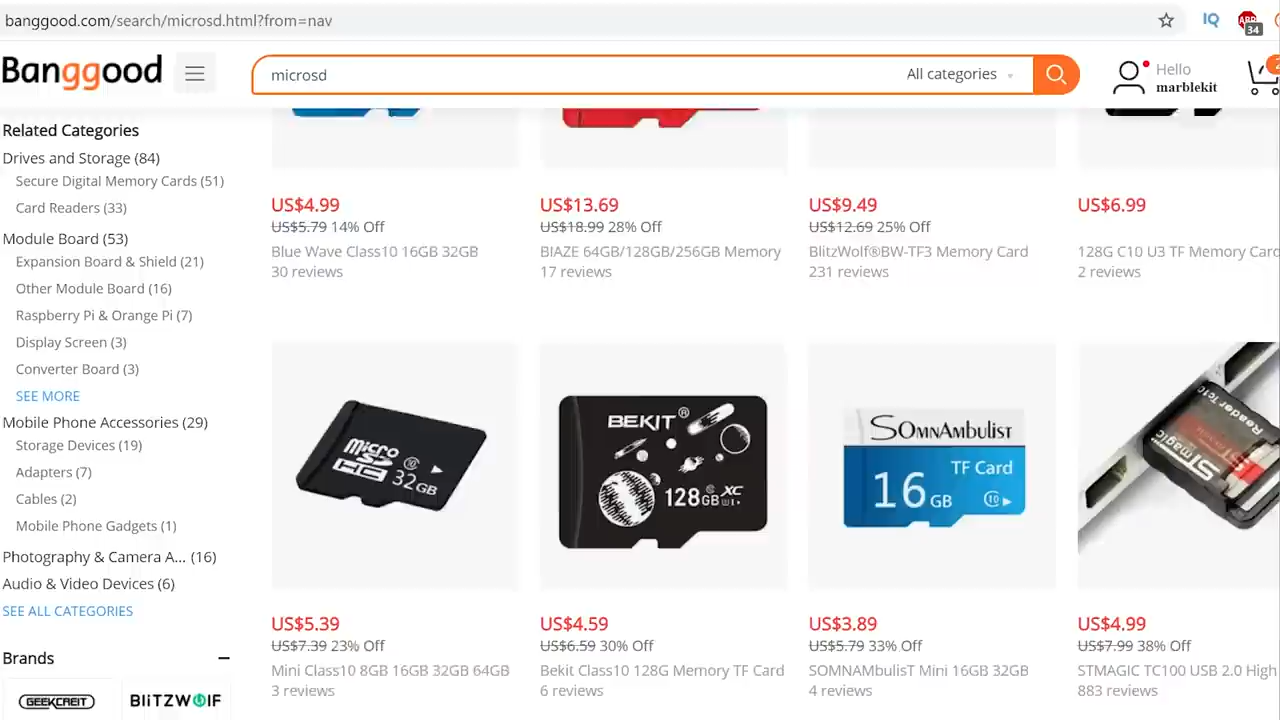 banggood.com/search/microsd.html?from=nav
IQ
ABP
34
Banggood
microsd
All categories
Hello
marblekit
2
Related Categories
Drives and Storage (84)
Secure Digital Memory Cards (51)
Card Readers (33)
Module Board (53)
Expansion Board & Shield (21)
Other Module Board (16)
Raspberry Pi & Orange Pi (7)
Display Screen (3)
Converter Board (3)
SEE MORE
Mobile Phone Accessories (29)
Storage Devices (19)
Adapters (7)
Cables (2)
Mobile Phone Gadgets (1)
Photography & Camera A... (16)
Audio & Video Devices (6)
SEE ALL CATEGORIES
Brands
GEEKCREIT
BLITZWOLF
US$4.99
US$5.79 14% Off
Blue Wave Class10 16GB 32GB
30 reviews
US$13.69
US$18.99 28% Off
BIAZE 64GB/128GB/256GB Memory
17 reviews
US$9.49
US$12.69 25% Off
BlitzWolf®BW-TF3 Memory Card
231 reviews
US$6.99
128G C10 U3 TF Memory Card
2 reviews
Micro
SD
HC 10
32GB
US$5.39
US$7.39 23% Off
Mini Class10 8GB 16GB 32GB 64GB
3 reviews
BEKIT®
128GB XC
US$4.59
US$6.59 30% Off
Bekit Class10 128G Memory TF Card
6 reviews
SOMNAMBULIST
TF Card
16GB 10
US$3.89
US$5.79 33% Off
SOMNAMbulisT Mini 16GB 32GB
4 reviews
Reader Tc10
STmagic
US$4.99
US$7.99 38% Off
STMAGIC TC100 USB 2.0 High
883 reviews